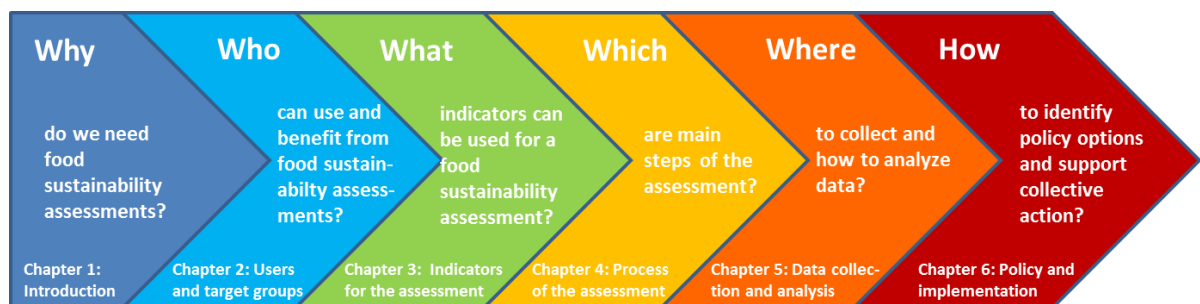 Why
do we need
food
sustainability
assessments?
Chapter 1:
Introduction
Who
can use and
benefit from
food sustain-
abilty assess-
ments?
Chapter 2: Users
and target groups
What
indicators can
be used for a
food
sustainability
assessment?
Chapter 3: Indicators
for the assessment
Which
are main
steps of the
assessment?
Chapter 4: Process
of the assessment
Where
to collect and
how to analyze
data?
Chapter 5: Data collec-
tion and analysis
How
to identify
policy options
and support
collective
action?
Chapter 6: Policy and
implementation